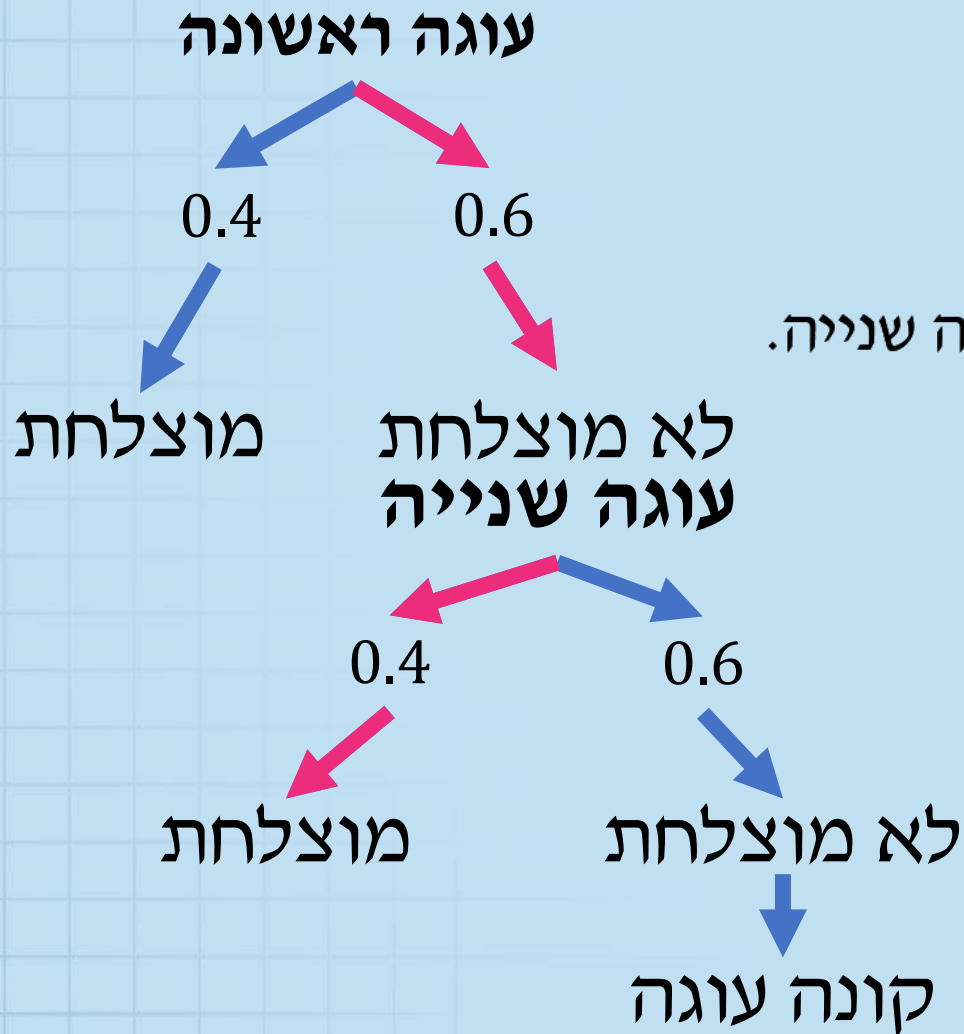 עוגה ראשונה
0.4 0.6
ה שנייה.
מוצלחת לא מוצלחת
עוגה שנייה
0.4 0.6
מוצלחת לא מוצלחת
קונה עוגה